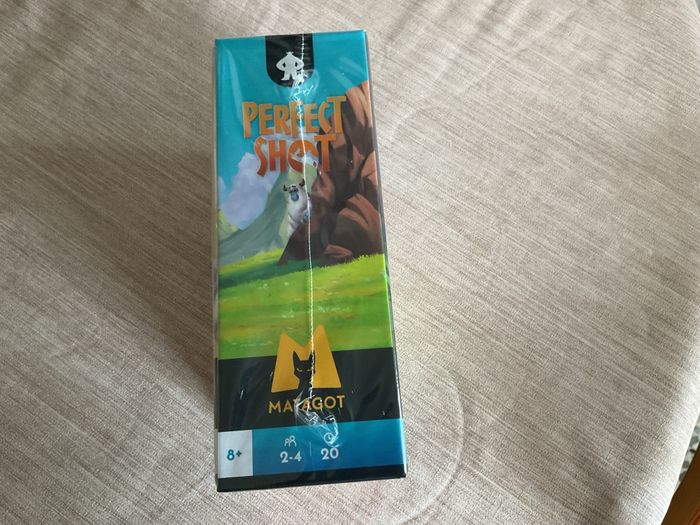 PERFECT
SHOT
MATAGOT
8+
2-4
20